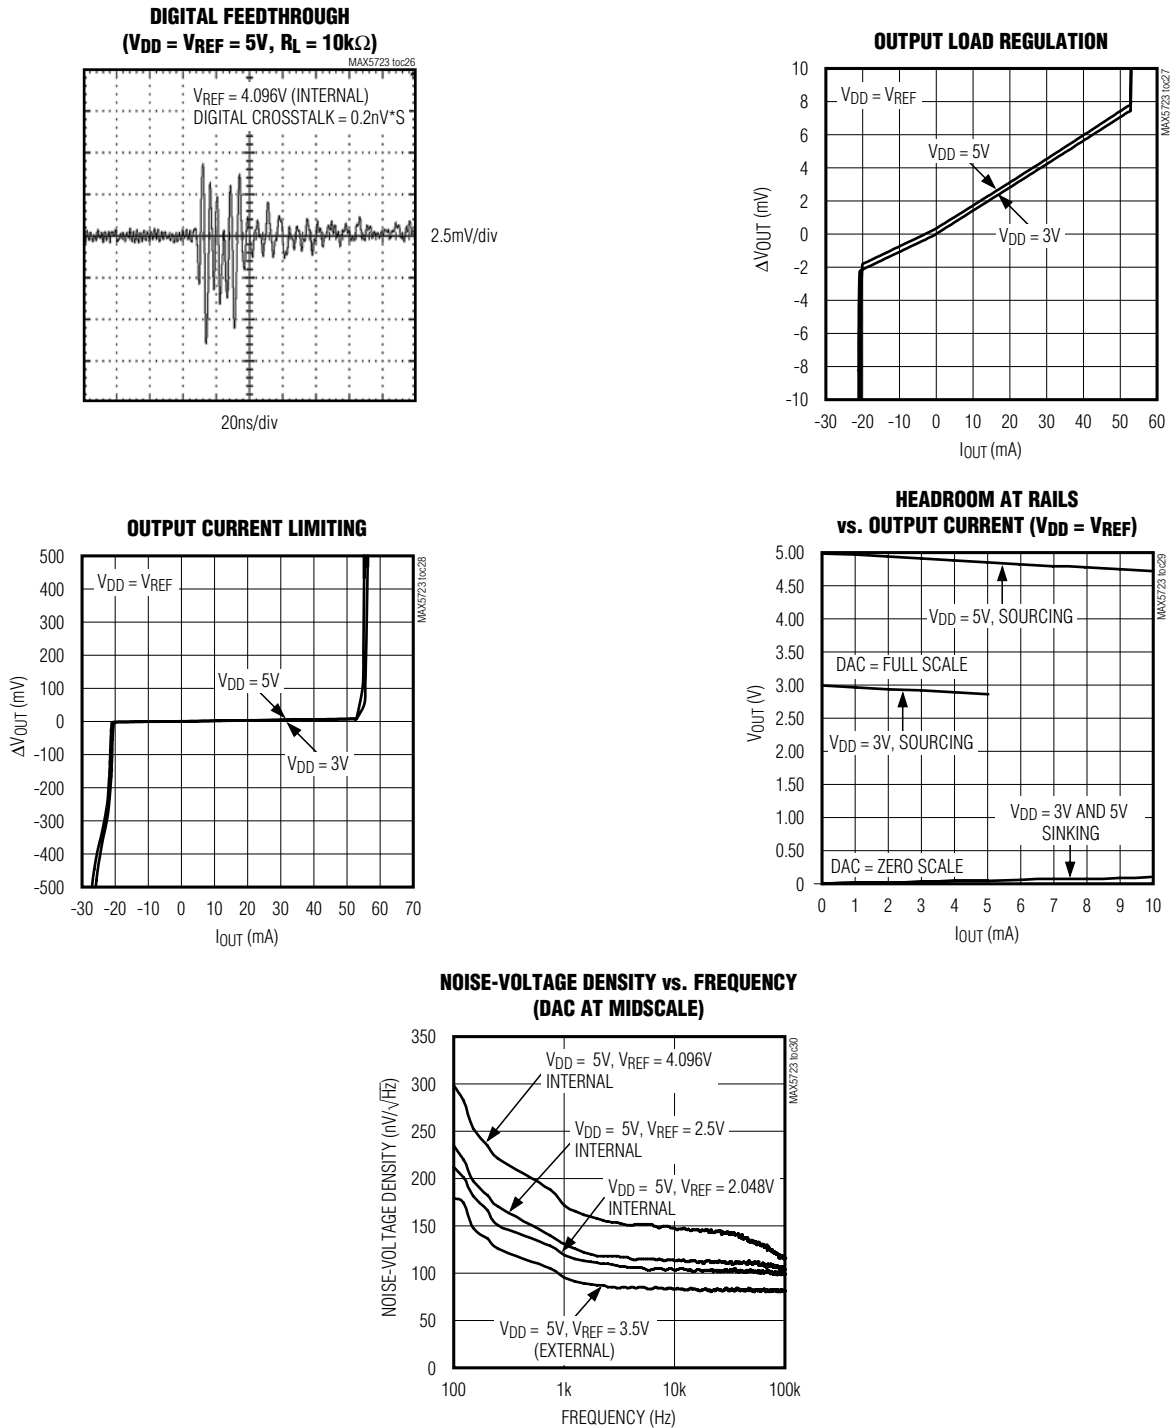 DIGITAL FEEDTHROUGH
(VDD = VREF = 5V, RL = 10kΩ)
MAX5723 toc26
VREF = 4.096V (INTERNAL)
DIGITAL CROSSTALK = 0.2nV*S
2.5mV/div
20ns/div
OUTPUT LOAD REGULATION
MAX5723 toc27
VDD = VREF
VDD = 5V
VDD = 3V
ΔVOUT (mV)
10
8
6
4
2
0
-2
-4
-6
-8
-10
-30 -20 -10 0 10 20 30 40 50 60
IOUT (mA)
OUTPUT CURRENT LIMITING
MAX5723 toc28
VDD = VREF
VDD = 5V
VDD = 3V
ΔVOUT (mV)
500
400
300
200
100
0
-100
-200
-300
-400
-500
-30 -20 -10 0 10 20 30 40 50 60 70
IOUT (mA)
HEADROOM AT RAILS
vs. OUTPUT CURRENT (VDD = VREF)
MAX5723 toc29
VDD = 5V, SOURCING
DAC = FULL SCALE
VDD = 3V, SOURCING
VDD = 3V AND 5V
SINKING
DAC = ZERO SCALE
VOUT (V)
5.00
4.50
4.00
3.50
3.00
2.50
2.00
1.50
1.00
0.50
0
0 1 2 3 4 5 6 7 8 9 10
IOUT (mA)
NOISE-VOLTAGE DENSITY vs. FREQUENCY
(DAC AT MIDSCALE)
MAX5723 toc30
VDD = 5V, VREF = 4.096V
INTERNAL
VDD = 5V, VREF = 2.5V
INTERNAL
VDD = 5V, VREF = 2.048V
INTERNAL
VDD = 5V, VREF = 3.5V
(EXTERNAL)
NOISE-VOLTAGE DENSITY (nV/√Hz)
350
300
250
200
150
100
50
0
100 1k 10k 100k
FREQUENCY (Hz)